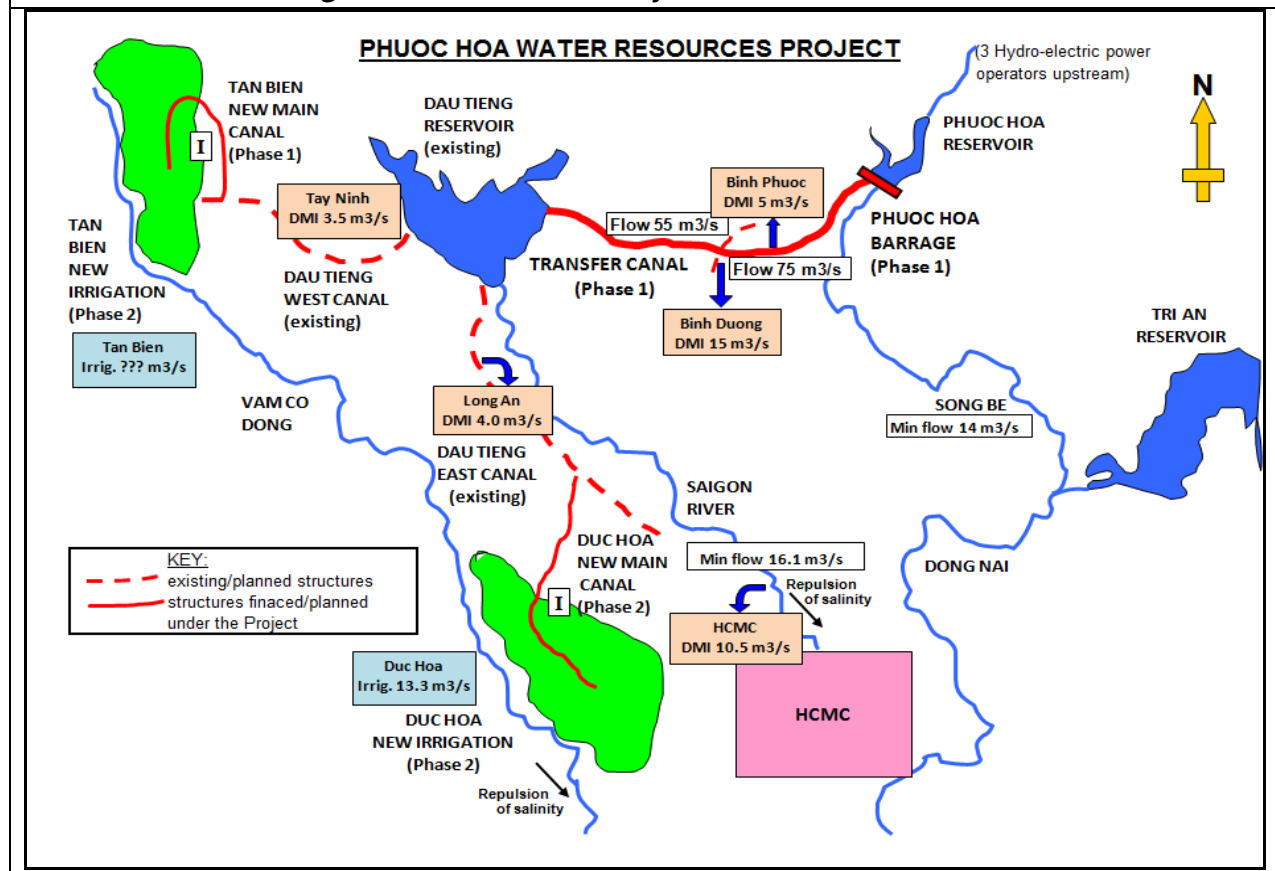 PHUOC HOA WATER RESOURCES PROJECT
(3 Hydro-electric power
operators upstream)
N
TAN BIEN
NEW MAIN
CANAL
(Phase 1)
I
DAU TIENG
RESERVOIR
(existing)
PHUOC HOA
RESERVOIR
Tay Ninh
DMI 3.5 m3/s
Binh Phuoc
DMI 5 m3/s
Flow 55 m3/s
PHUOC HOA
BARRAGE
(Phase 1)
TAN
BIEN
NEW
IRRIGATION
(Phase 2)
DAU TIENG
WEST CANAL
(existing)
TRANSFER CANAL
(Phase 1)
Flow 75 m3/s
Binh Duong
DMI 15 m3/s
TRI AN
RESERVOIR
Tan Bien
Irrig. ??? m3/s
VAM CO
DONG
Long An
DMI 4.0 m3/s
SONG BE
Min flow 14 m3/s
DAU TIENG
EAST CANAL
(existing)
SAIGON
RIVER
DUC HOA
NEW MAIN
CANAL
(Phase 2)
I
Min flow 16.1 m3/s
DONG NAI
KEY:
existing/planned structures
structures finaced/planned
under the Project
Repulsion
of salinity
HCMC
DMI 10.5 m3/s
Duc Hoa
Irrig. 13.3 m3/s
HCMC
DUC HOA
NEW IRRIGATION
(Phase 2)
Repulsion
of salinity